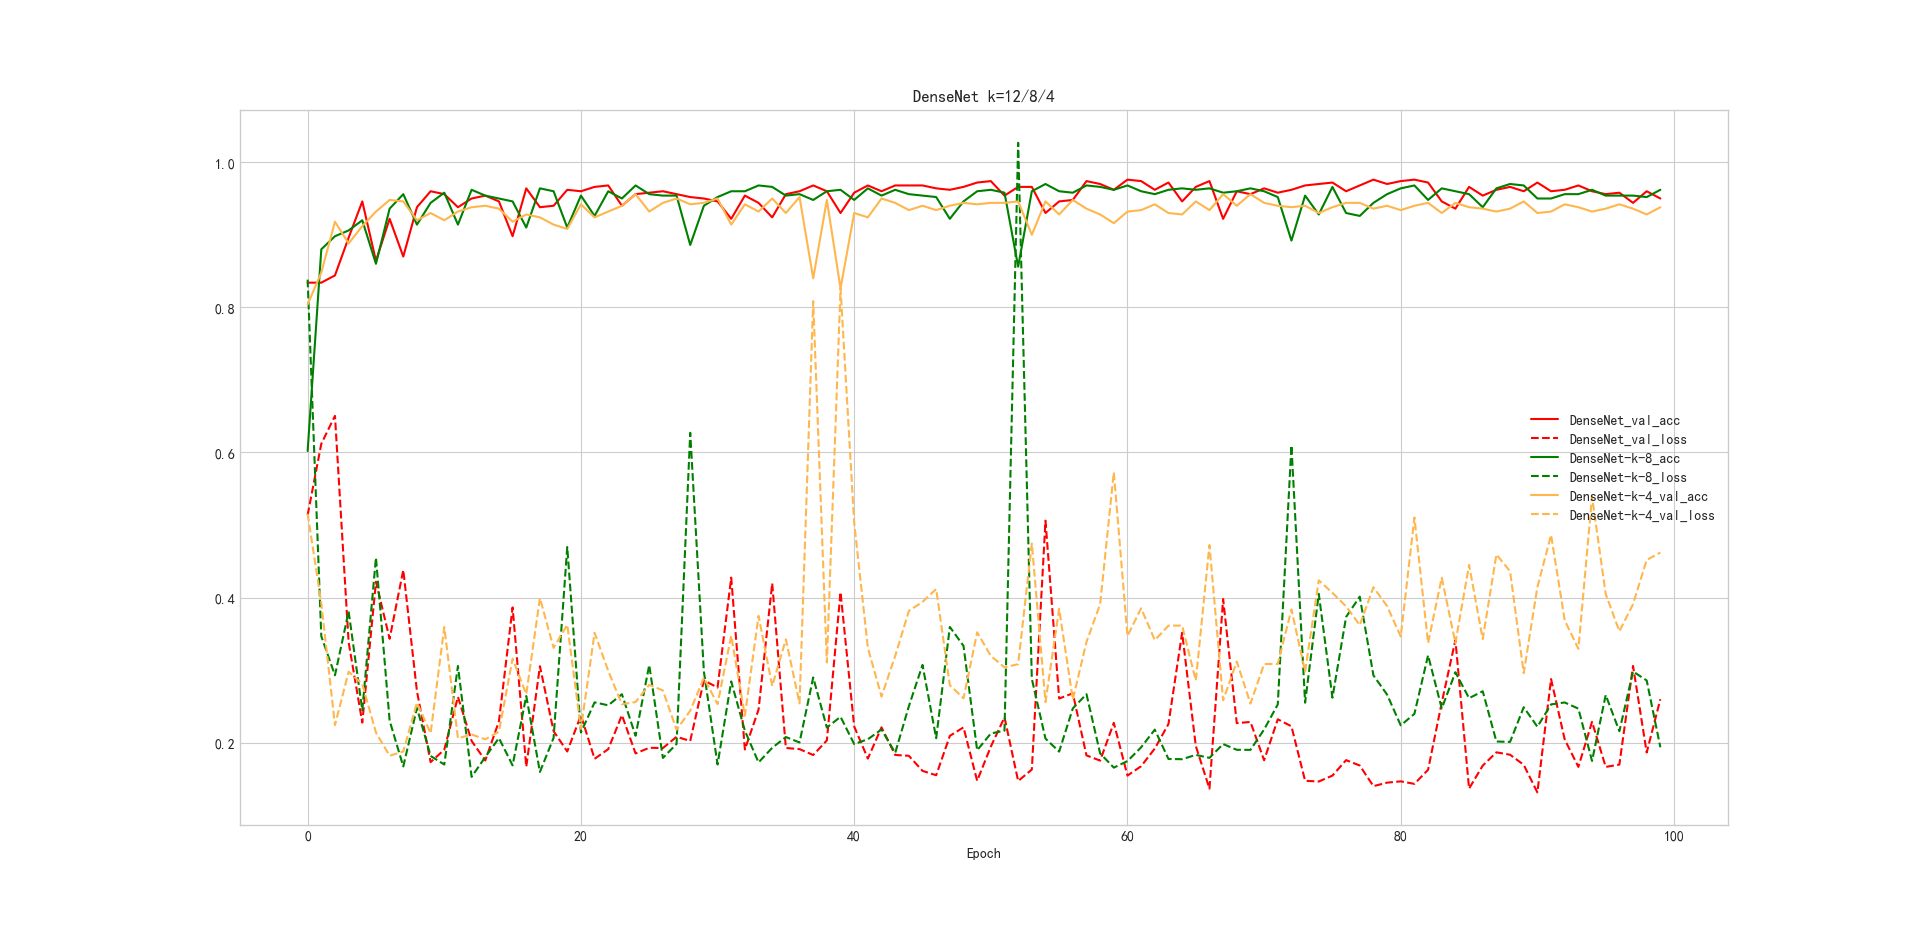 DenseNet k=12/8/4
1.0
0.8
0.6
0.4
0.2
DenseNet_val_acc
DenseNet_val_loss
DenseNet-k-8_acc
DenseNet-k-8_loss
DenseNet-k-4_val_acc
DenseNet-k-4_val_loss
0 20 40 60 80 100
Epoch